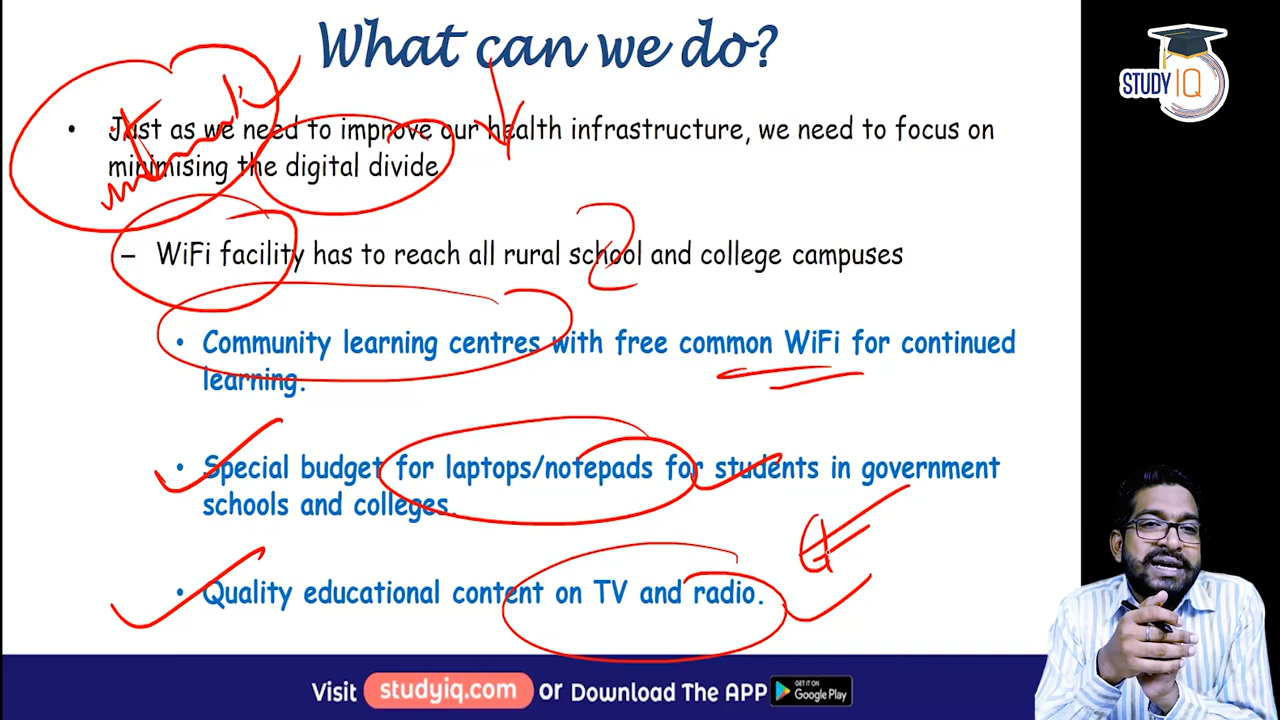 What can we do?
STUDY IQ
• Just as we need to improve our health infrastructure, we need to focus on
minimising the digital divide.
– WiFi facility has to reach all rural school and college campuses
• Community learning centres with free common WiFi for continued
learning.
• Special budget for laptops/notepads for students in government
schools and colleges.
• Quality educational content on TV and radio.
Visit studyiq.com or Download The APP GET IT ON Google Play